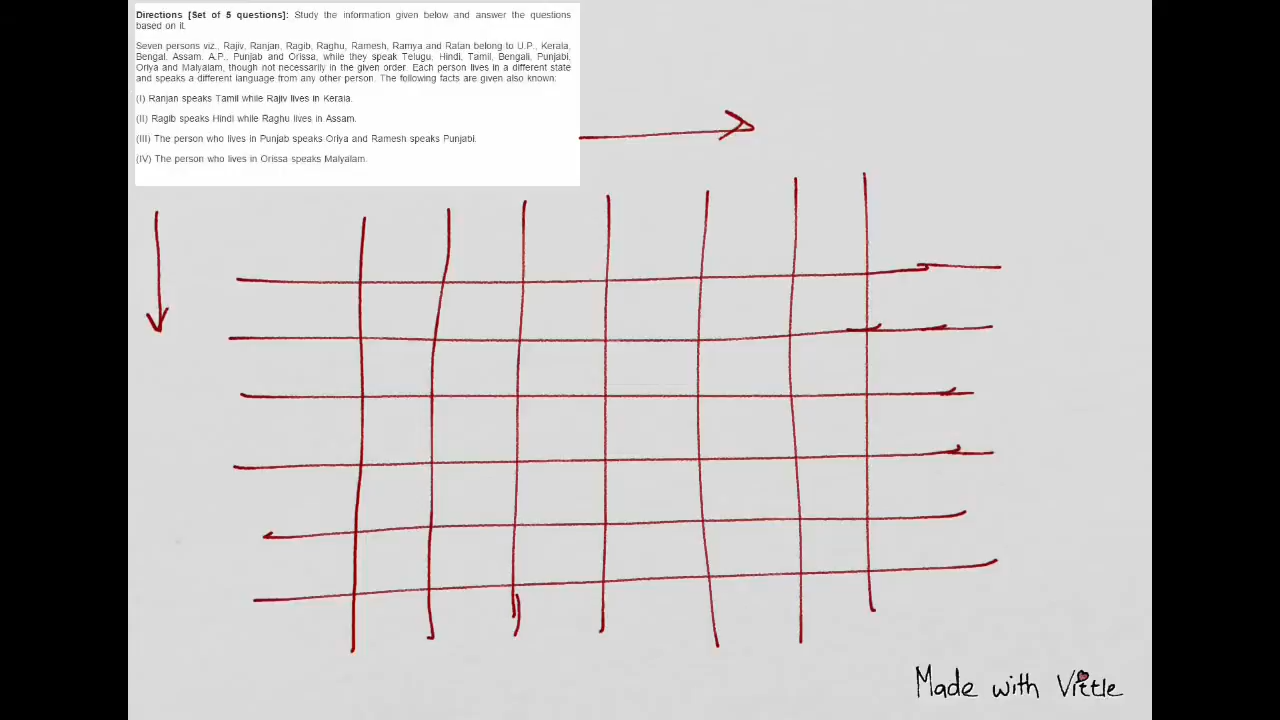 Directions [Set of 5 questions]: Study the information given below and answer the questions
based on it.
Seven persons viz., Rajiv, Ranjan, Ragib, Raghu, Ramesh, Ramya and Ratan belong to U.P., Kerala,
Bengal, Assam, A.P., Punjab and Orissa, while they speak Telugu, Hindi, Tamil, Bengali, Punjabi,
Oriya and Malyalam, though not necessarily in the given order. Each person lives in a different state
and speaks a different language from any other person. The following facts are given also known:
(I) Ranjan speaks Tamil while Rajiv lives in Kerala.
(II) Ragib speaks Hindi while Raghu lives in Assam.
(III) The person who lives in Punjab speaks Oriya and Ramesh speaks Punjabi.
(IV) The person who lives in Orissa speaks Malyalam.
Made with Vittle